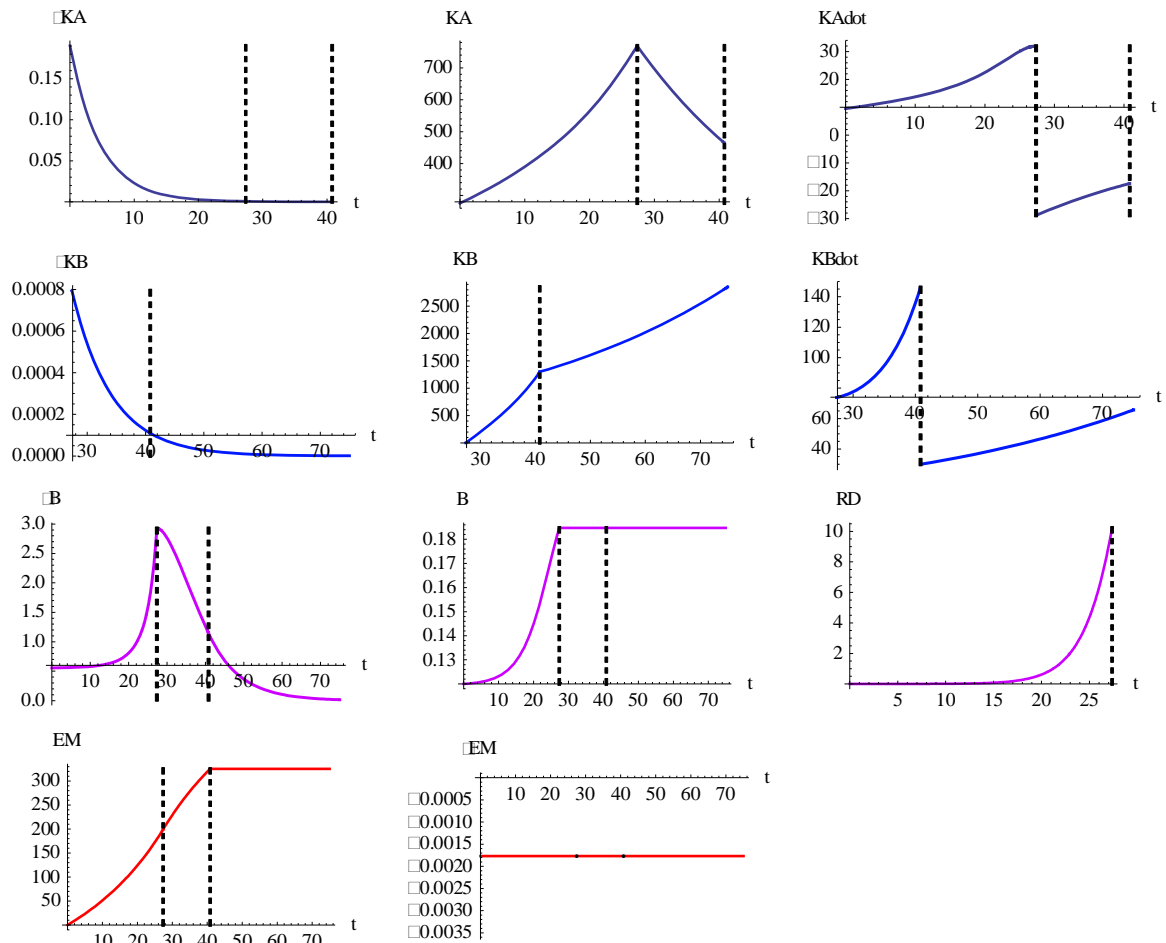 □KA
KA
KAdot
0.15
0.10
0.05
10 20 30 40 t
700
600
500
400
10 20 30 40 t
30
20
0
□10
□20
□30
10 20 30 40 t
□KB
KB
KBdot
0.0008
0.0006
0.0004
0.0002
0.0000
30 41 50 60 70 t
2500
2000
1500
1000
500
30 40 50 60 70 t
140
120
100
60
40
30 40 50 60 70 t
□B
B
RD
3.0
2.5
2.0
1.5
1.0
0.0
10 20 30 40 50 60 70 t
0.18
0.17
0.16
0.15
0.14
0.13
10 20 30 40 50 60 70 t
10
8
6
4
2
5 10 15 20 25 t
EM
□EM
300
250
200
150
100
50
10 20 30 40 50 60 70 t
□0.0005
□0.0010
□0.0015
□0.0020
□0.0025
□0.0030
□0.0035
10 20 30 40 50 60 70 t